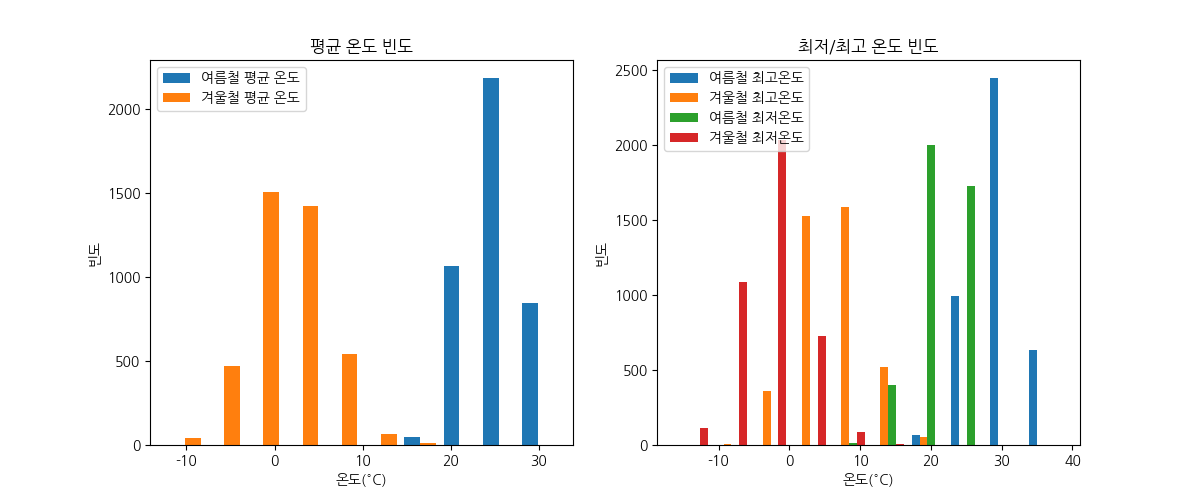 평균 온도 빈도
여름철 평균 온도
겨울철 평균 온도
2000
1500
1000
500
0
빈도
-10 0 10 20 30
온도(°C)
최저/최고 온도 빈도
여름철 최고온도
겨울철 최고온도
여름철 최저온도
겨울철 최저온도
2500
2000
1500
1000
500
0
빈도
-10 0 10 20 30 40
온도(°C)